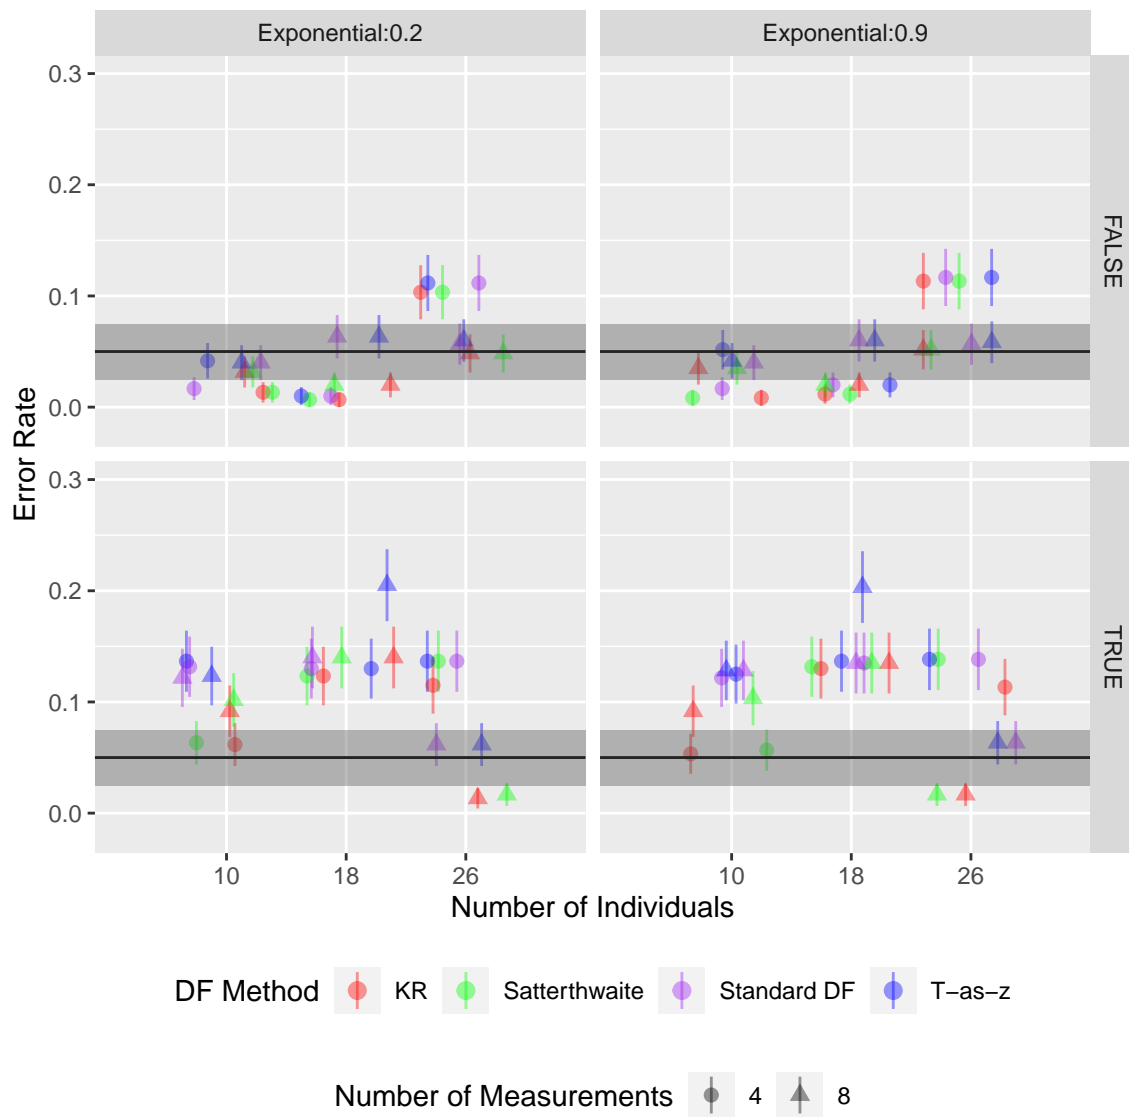 Exponential:0.2
Exponential:0.9
0.3
0.2
0.1
0.0
FALSE
Error Rate
0.3
0.2
0.1
0.0
TRUE
10 18 26 10 18 26
Number of Individuals
DF Method KR Satterthwaite Standard DF T−as−z
Number of Measurements 4 8